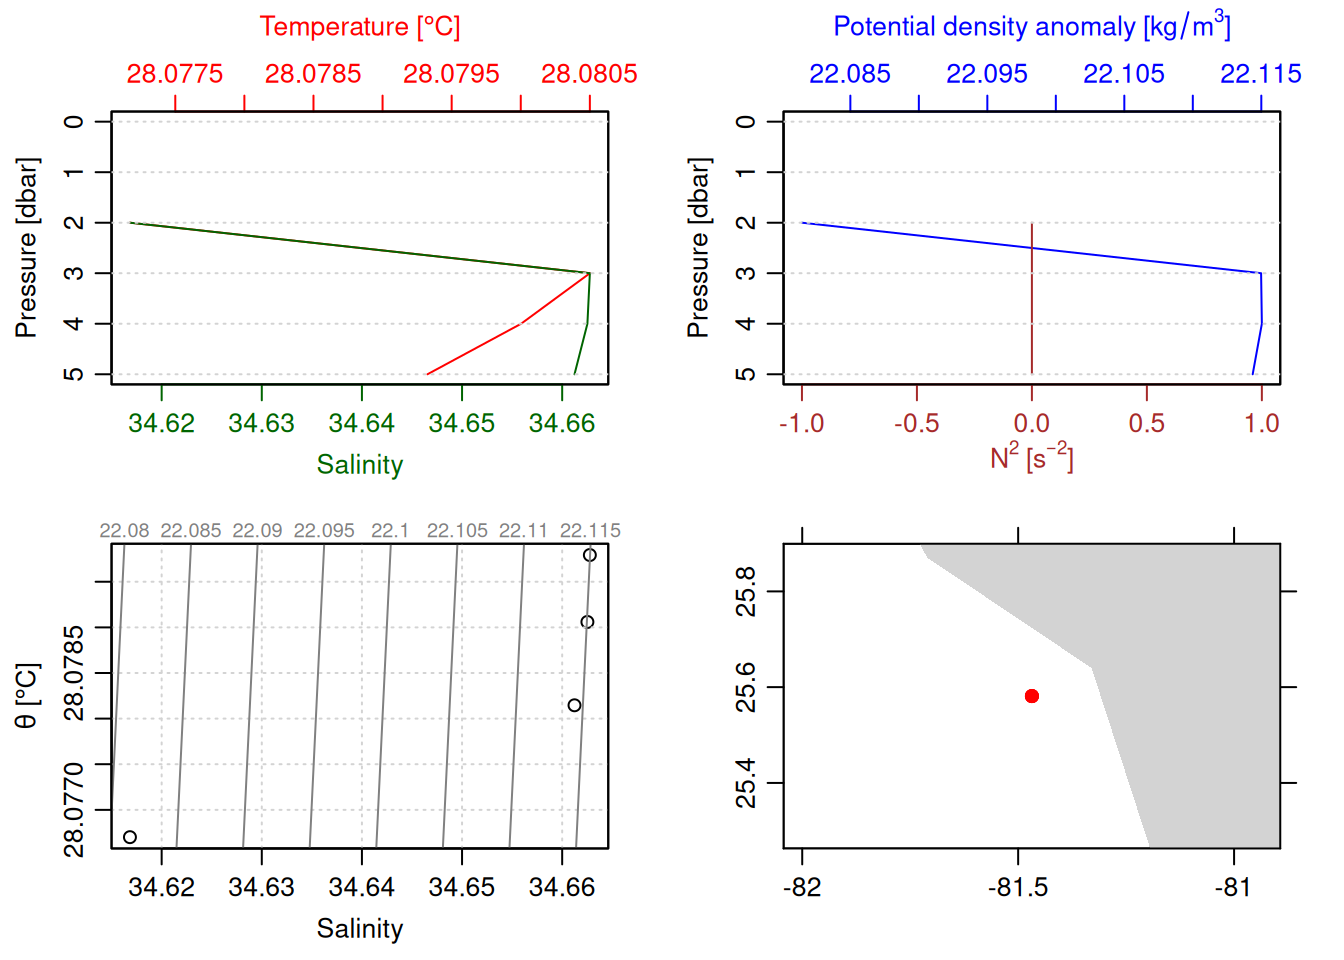 Temperature [°C]
28.0775 28.0785 28.0795 28.0805
Pressure [dbar]
0
1
2
3
4
5
34.62 34.63 34.64 34.65 34.66
Salinity
Potential density anomaly [kg/m³]
22.085 22.095 22.105 22.115
Pressure [dbar]
0
1
2
3
4
5
-1.0 -0.5 0.0 0.5 1.0
N² [s⁻²]
22.08 22.085 22.09 22.095 22.1 22.105 22.11 22.115
θ [°C]
28.0785
28.0770
34.62 34.63 34.64 34.65 34.66
Salinity
25.8
25.6
25.4
-82 -81.5 -81